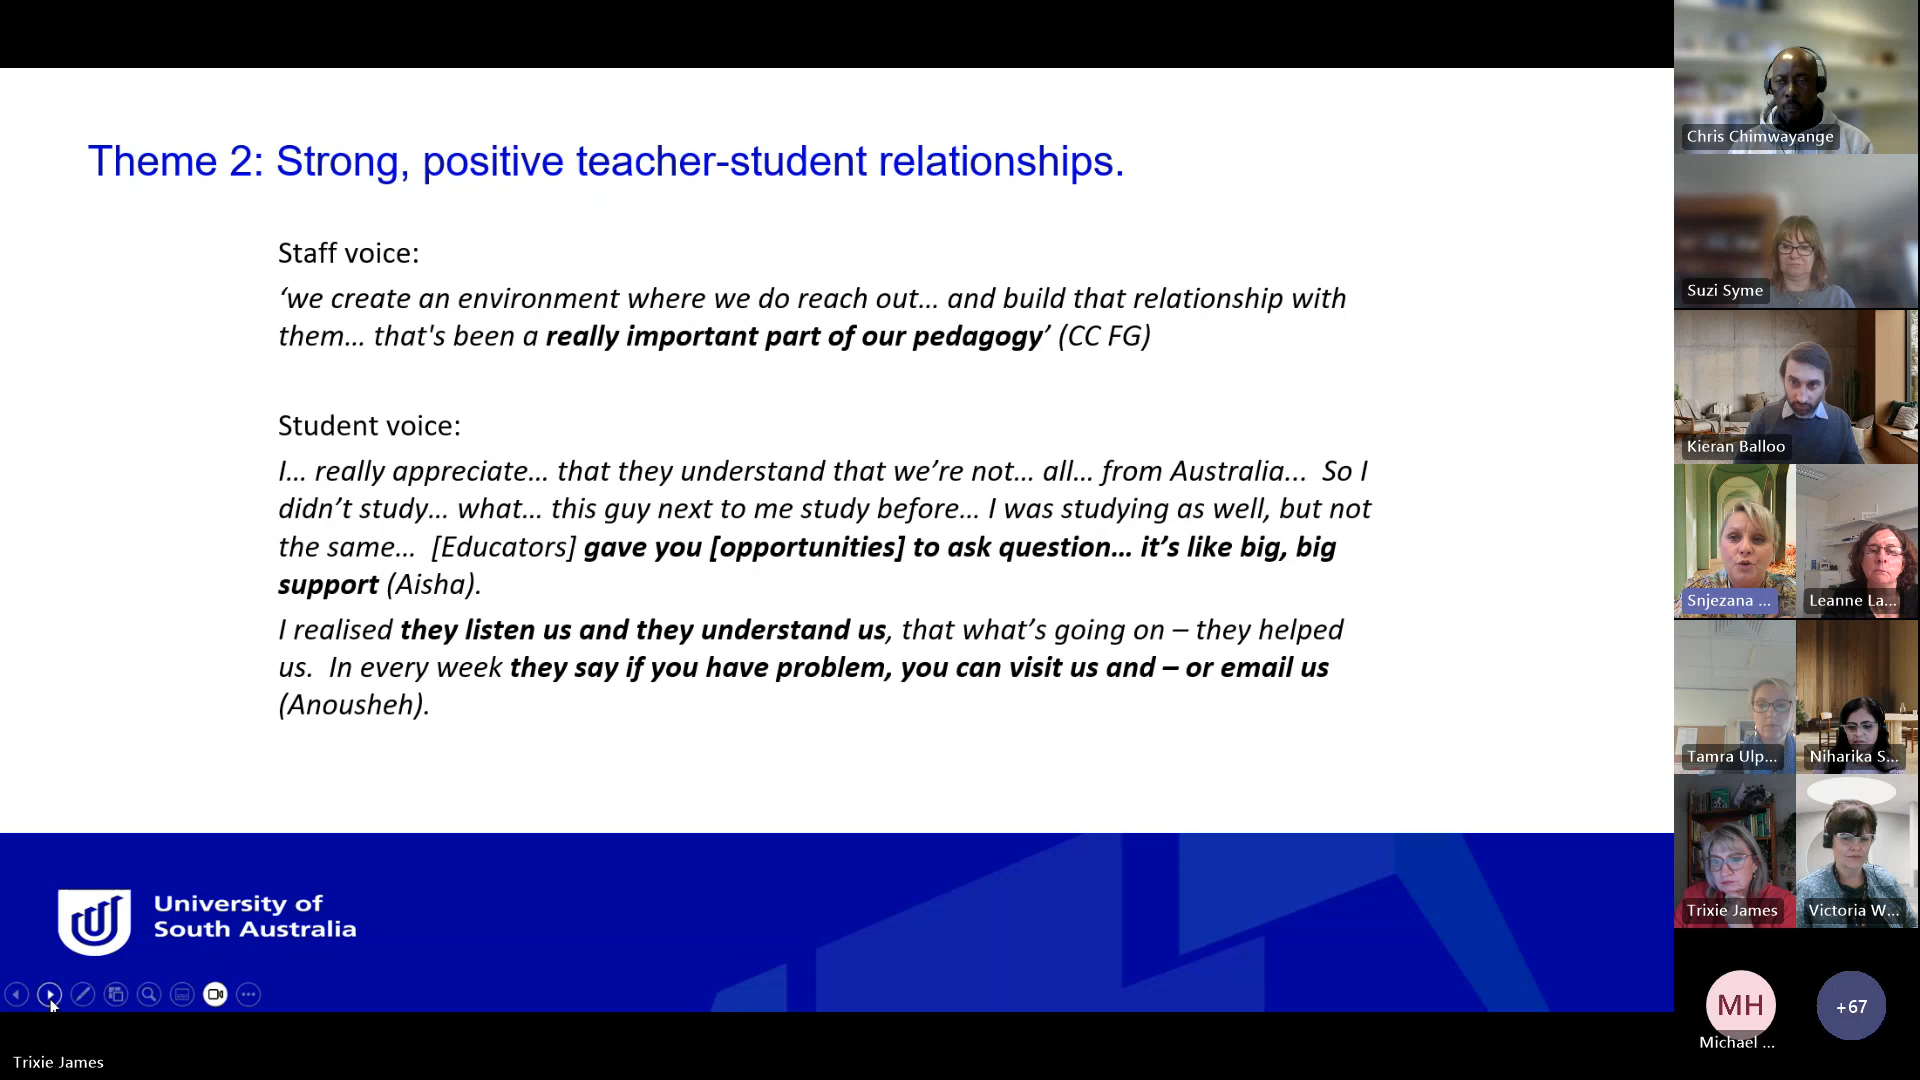 Theme 2: Strong, positive teacher-student relationships.
Staff voice:
‘we create an environment where we do reach out… and build that relationship with
them… that's been a really important part of our pedagogy’ (CC FG)
Student voice:
I… really appreciate… that they understand that we’re not… all… from Australia… So I
didn’t study… what… this guy next to me study before… I was studying as well, but not
the same… [Educators] gave you [opportunities] to ask question… it’s like big, big
support (Aisha).
I realised they listen us and they understand us, that what’s going on – they helped
us. In every week they say if you have problem, you can visit us and – or email us
(Anousheh).
University of
South Australia
Trixie James
Chris Chimwayange
Suzi Syme
Kieran Balloo
Snjezana ...
Leanne La...
Tamra Ulp...
Niharika S...
Trixie James
Victoria W...
MH
+67
Michael ...